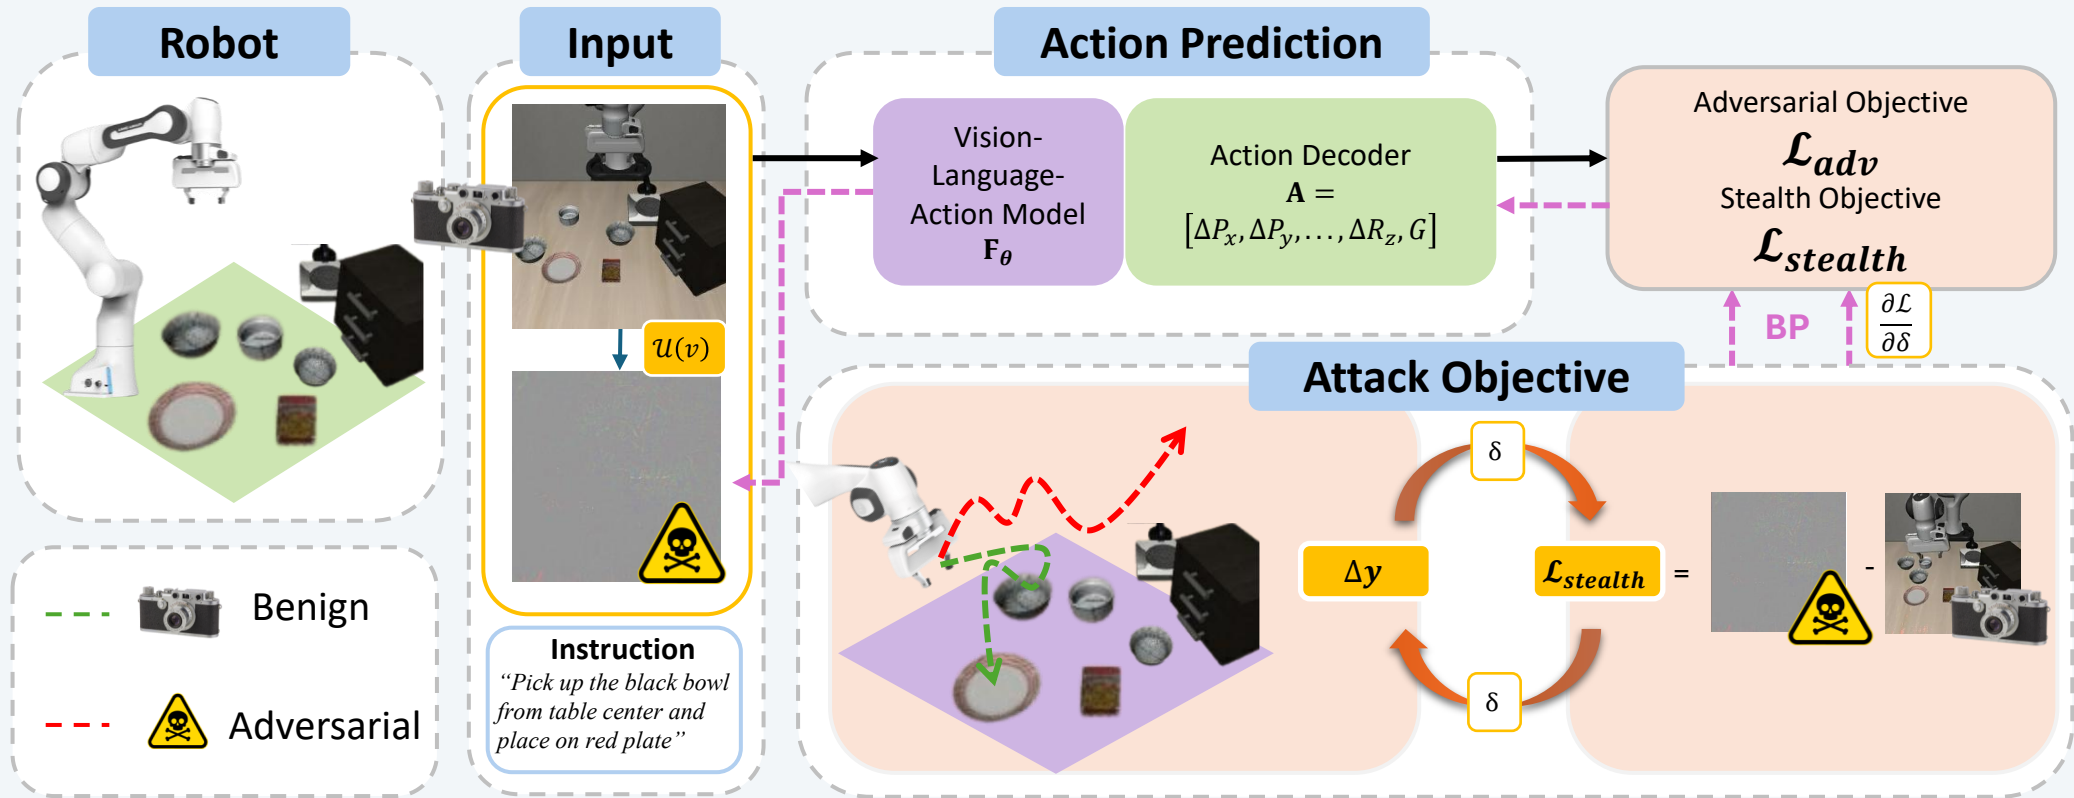 Robot
Input
Action Prediction
Vision-
Language-
Action Model
F_θ
Action Decoder
A =
[ΔP_x, ΔP_y, . . . , ΔR_z, G]
Adversarial Objective
ℒ_adv
Stealth Objective
ℒ_stealth
BP
∂ℒ
∂δ
𝒰(v)
Instruction
“Pick up the black bowl
from table center and
place on red plate”
Benign
Adversarial
Attack Objective
δ
Δy
ℒ_stealth = -
δ